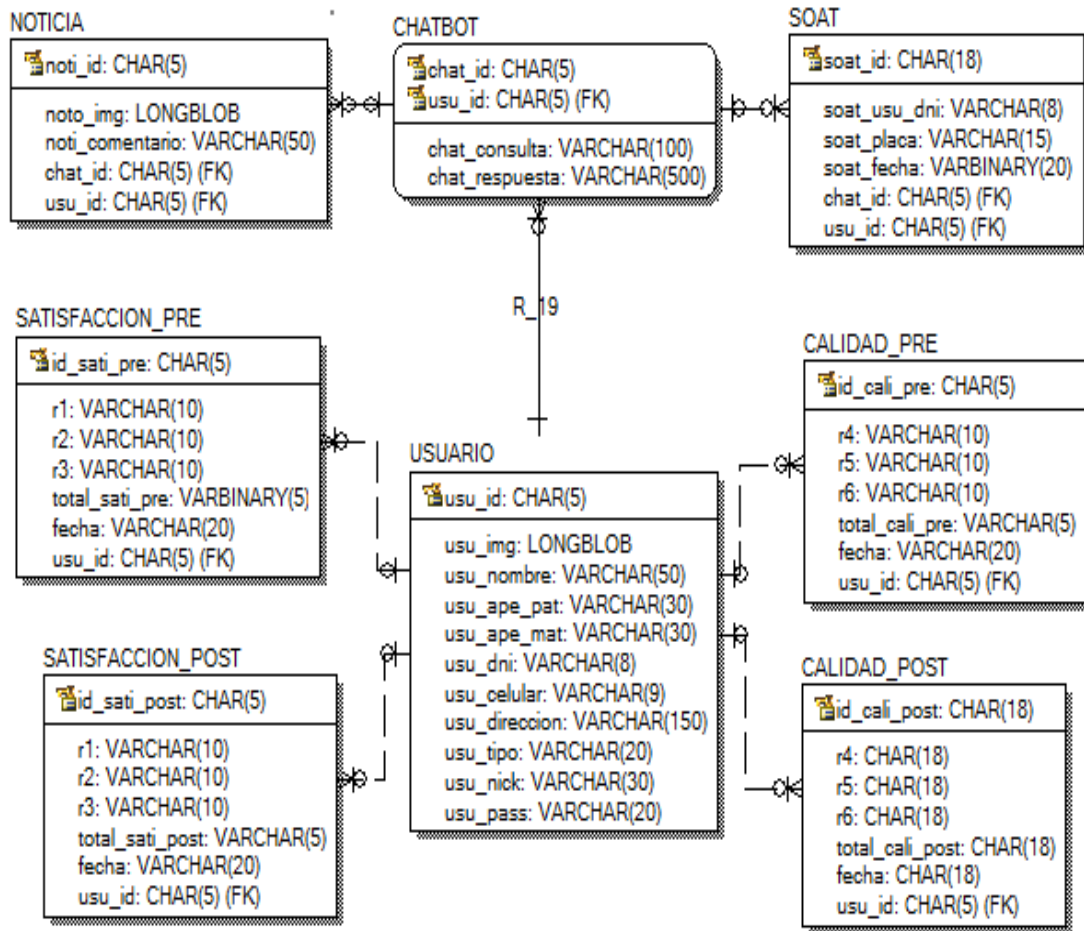 NOTICIA
noti_id: CHAR(5)
noto_img: LONGBLOB
noti_comentario: VARCHAR(50)
chat_id: CHAR(5) (FK)
usu_id: CHAR(5) (FK)
CHATBOT
chat_id: CHAR(5)
usu_id: CHAR(5) (FK)
chat_consulta: VARCHAR(100)
chat_respuesta: VARCHAR(500)
SOAT
soat_id: CHAR(18)
soat_usu_dni: VARCHAR(8)
soat_placa: VARCHAR(15)
soat_fecha: VARBINARY(20)
chat_id: CHAR(5) (FK)
usu_id: CHAR(5) (FK)
R_19
SATISFACCION_PRE
id_sati_pre: CHAR(5)
r1: VARCHAR(10)
r2: VARCHAR(10)
r3: VARCHAR(10)
total_sati_pre: VARBINARY(5)
fecha: VARCHAR(20)
usu_id: CHAR(5) (FK)
CALIDAD_PRE
id_cali_pre: CHAR(5)
r4: VARCHAR(10)
r5: VARCHAR(10)
r6: VARCHAR(10)
total_cali_pre: VARCHAR(5)
fecha: VARCHAR(20)
usu_id: CHAR(5) (FK)
USUARIO
usu_id: CHAR(5)
usu_img: LONGBLOB
usu_nombre: VARCHAR(50)
usu_ape_pat: VARCHAR(30)
usu_ape_mat: VARCHAR(30)
usu_dni: VARCHAR(8)
usu_celular: VARCHAR(9)
usu_direccion: VARCHAR(150)
usu_tipo: VARCHAR(20)
usu_nick: VARCHAR(30)
usu_pass: VARCHAR(20)
SATISFACCION_POST
id_sati_post: CHAR(5)
r1: VARCHAR(10)
r2: VARCHAR(10)
r3: VARCHAR(10)
total_sati_post: VARCHAR(5)
fecha: VARCHAR(20)
usu_id: CHAR(5) (FK)
CALIDAD_POST
id_cali_post: CHAR(18)
r4: CHAR(18)
r5: CHAR(18)
r6: CHAR(18)
total_cali_post: CHAR(18)
fecha: CHAR(18)
usu_id: CHAR(5) (FK)